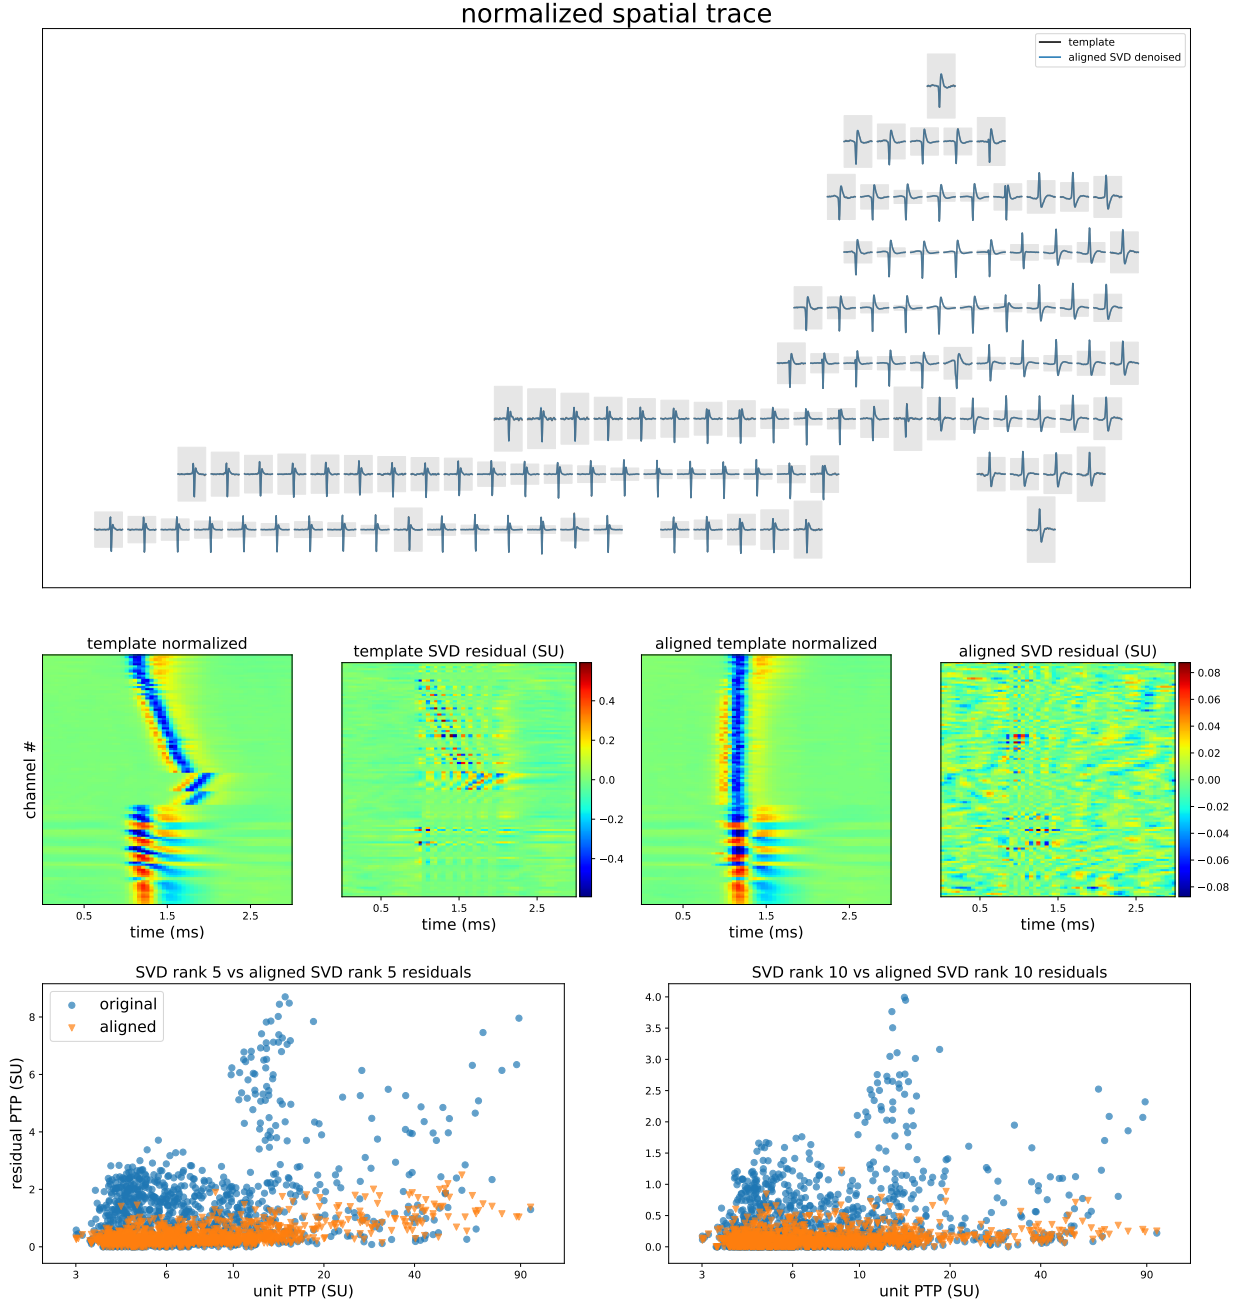 normalized spatial trace
template
aligned SVD denoised
template normalized
template SVD residual (SU)
aligned template normalized
aligned SVD residual (SU)
channel #
0.5 1.5 2.5
time (ms)
0.4
0.2
0.0
−0.2
−0.4
0.5 1.5 2.5
time (ms)
0.5 1.5 2.5
time (ms)
0.08
0.06
0.04
0.02
0.00
−0.02
−0.04
−0.06
−0.08
0.5 1.5 2.5
time (ms)
SVD rank 5 vs aligned SVD rank 5 residuals
original
aligned
residual PTP (SU)
8
6
4
2
0
3 6 10 20 40 90
unit PTP (SU)
SVD rank 10 vs aligned SVD rank 10 residuals
4.0
3.5
3.0
2.5
2.0
1.5
1.0
0.5
0.0
3 6 10 20 40 90
unit PTP (SU)